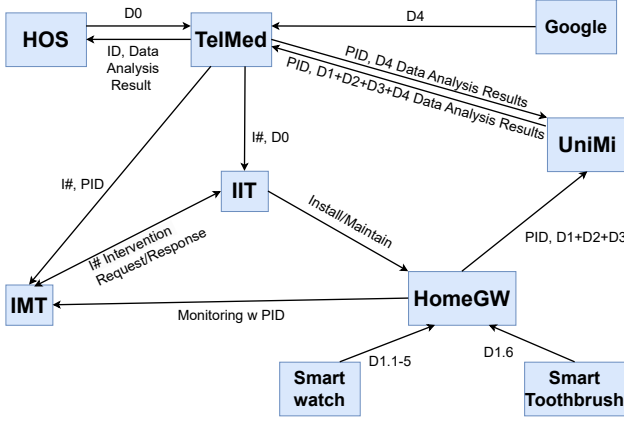 D0
D4
HOS
TelMed
Google
ID, Data
Analysis
Result
PID, D4 Data Analysis Results
PID, D1+D2+D3+D4 Data Analysis Results
UniMi
I#, D0
I#, PID
IIT
Install/Maintain
I# Intervention
Request/Response
PID, D1+D2+D3
IMT
HomeGW
Monitoring w PID
D1.1-5
D1.6
Smart
watch
Smart
Toothbrush